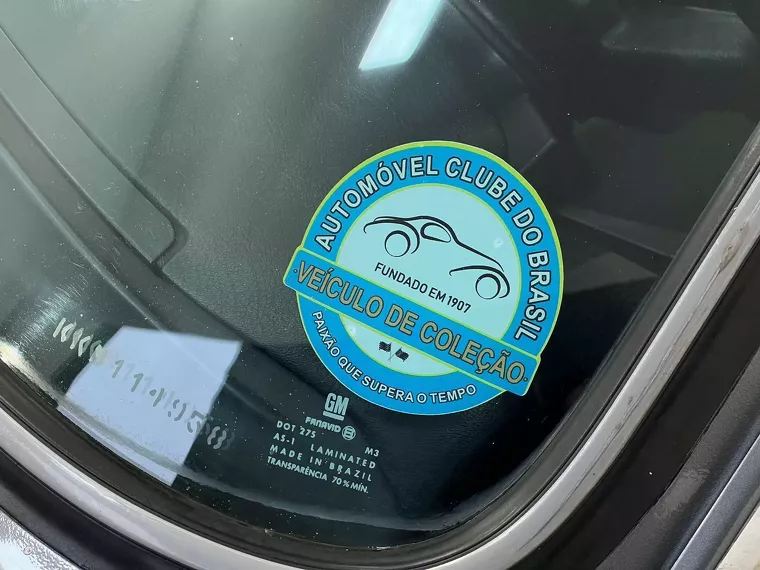 AUTOMÓVEL CLUBE DO BRASIL
FUNDADO EM 1907
VEÍCULO DE COLEÇÃO
PAIXÃO QUE SUPERA O TEMPO
GM
FANAVID
DOT 275 M3
AS-1 LAMINATED
MADE IN BRAZIL
TRANSPARÊNCIA 70% MÍN.